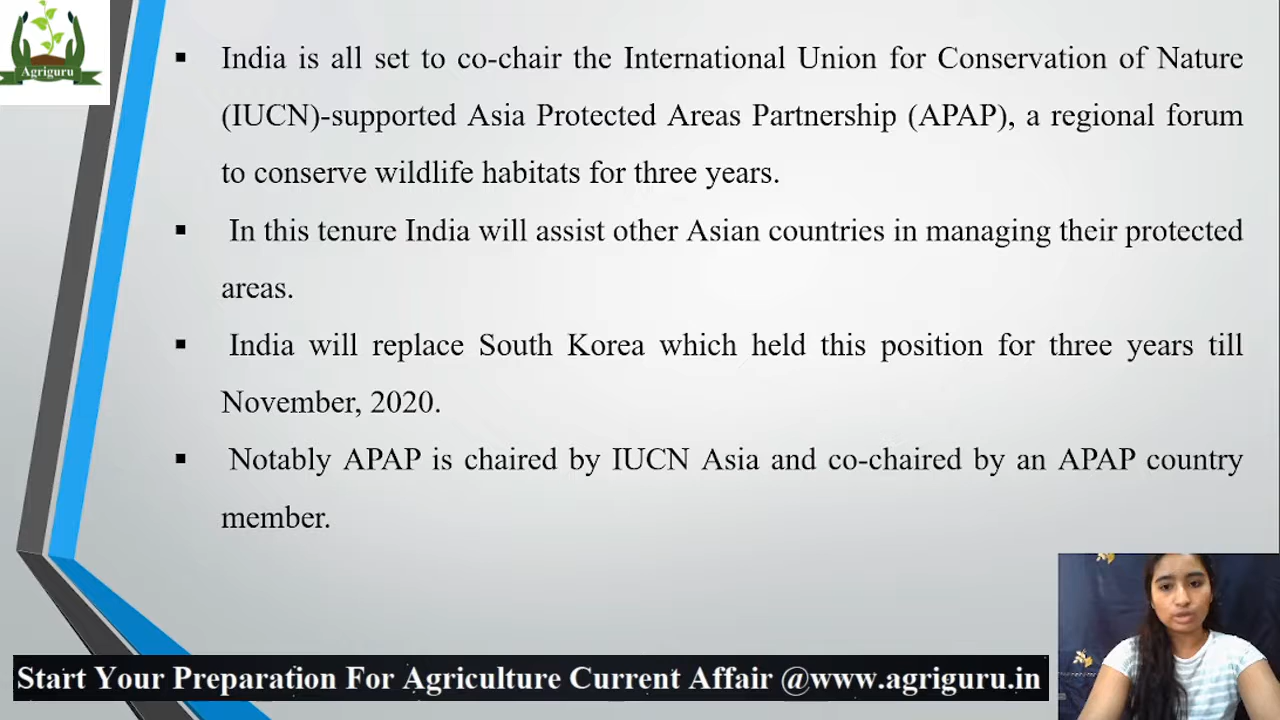 Agriguru
▪ India is all set to co-chair the International Union for Conservation of Nature
(IUCN)-supported Asia Protected Areas Partnership (APAP), a regional forum
to conserve wildlife habitats for three years.
▪ In this tenure India will assist other Asian countries in managing their protected
areas.
▪ India will replace South Korea which held this position for three years till
November, 2020.
▪ Notably APAP is chaired by IUCN Asia and co-chaired by an APAP country
member.
Start Your Preparation For Agriculture Current Affair @www.agriguru.in